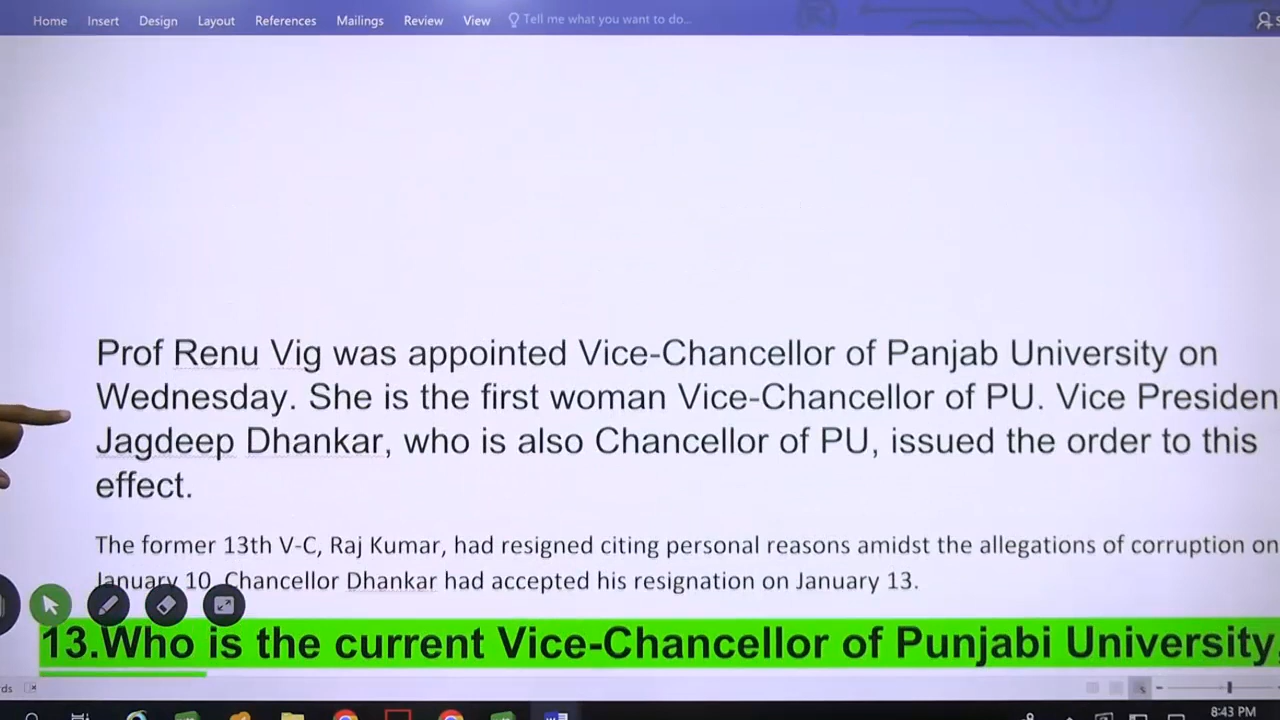 Home Insert Design Layout References Mailings Review View Tell me what you want to do...
Prof Renu Vig was appointed Vice-Chancellor of Panjab University on
Wednesday. She is the first woman Vice-Chancellor of PU. Vice Presiden
Jagdeep Dhankar, who is also Chancellor of PU, issued the order to this
effect.
The former 13th V-C, Raj Kumar, had resigned citing personal reasons amidst the allegations of corruption on
January 10. Chancellor Dhankar had accepted his resignation on January 13.
13.Who is the current Vice-Chancellor of Punjabi University,
8:43 PM